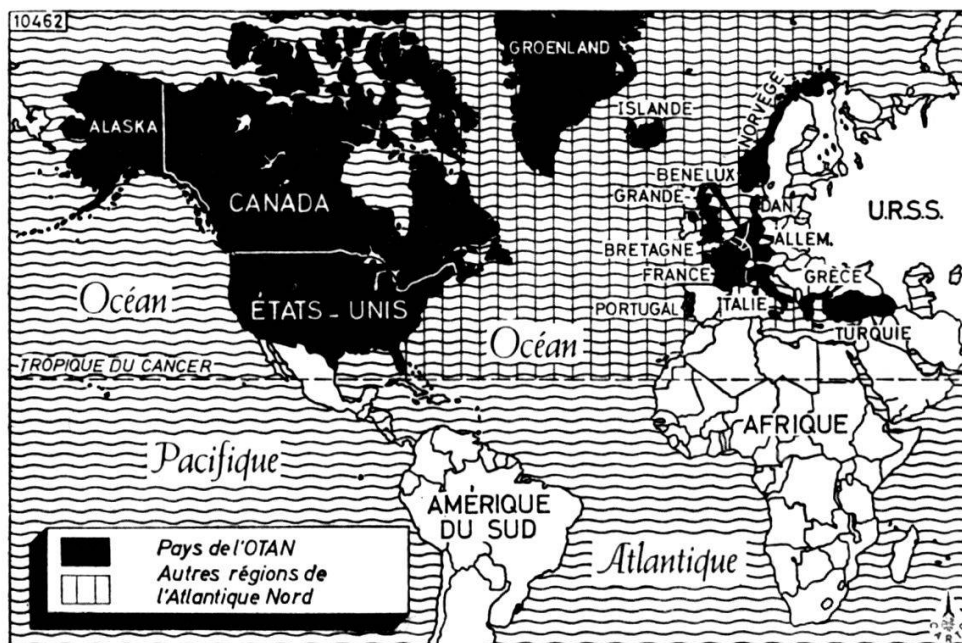 10462
GROENLAND
ALASKA
ISLANDE
NORVÈGE
BENELUX
CANADA
GRANDE-
DAN.
U.R.S.S.
BRETAGNE
ALLEM.
FRANCE
GRÈCE
Océan
ÉTATS-UNIS
PORTUGAL
ITALIE
Océan
TURQUIE
TROPIQUE DU CANCER
AFRIQUE
Pacifique
AMÉRIQUE
DU SUD
Atlantique
Pays de l'OTAN
Autres régions de
l'Atlantique Nord